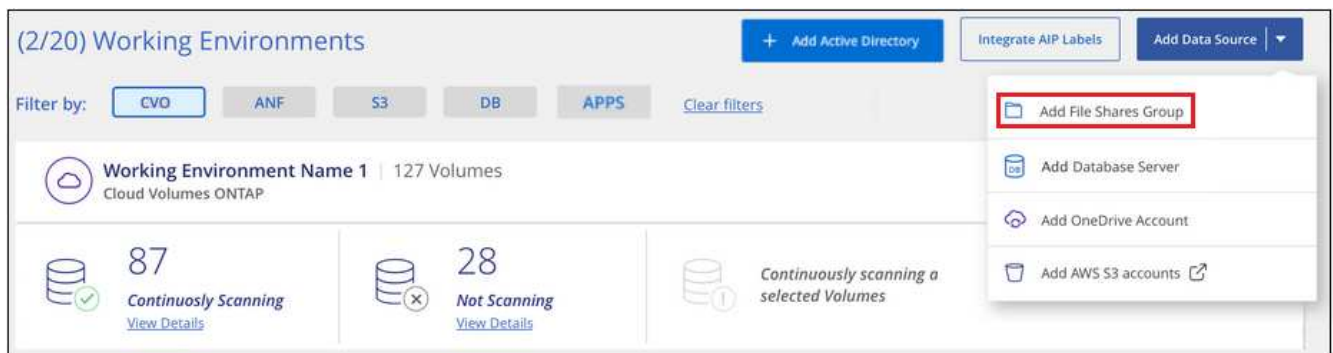 (2/20) Working Environments
+ Add Active Directory
Integrate AIP Labels
Add Data Source
Filter by:
CVO
ANF
S3
DB
APPS
Clear filters
Add File Shares Group
DB
Add Database Server
Add OneDrive Account
Add AWS S3 accounts
Working Environment Name 1 | 127 Volumes
Cloud Volumes ONTAP
87
Continuosly Scanning
View Details
28
Not Scanning
View Details
Continuously scanning a
selected Volumes